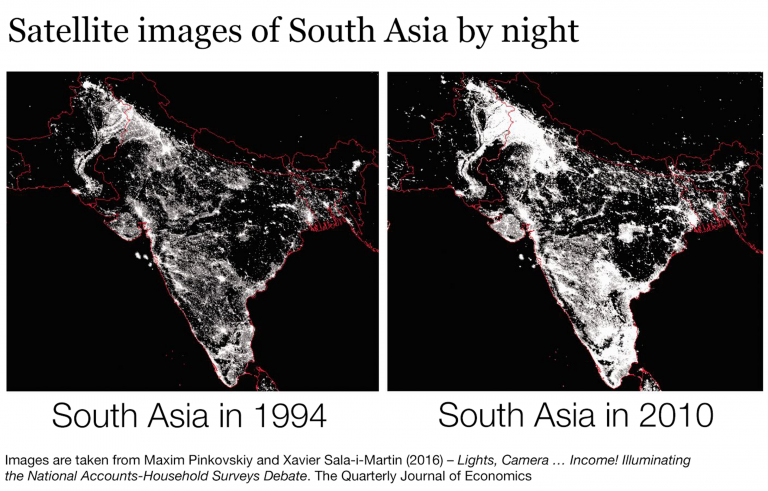 Satellite images of South Asia by night
South Asia in 1994
South Asia in 2010
Images are taken from Maxim Pinkovskiy and Xavier Sala-i-Martin (2016) – Lights, Camera … Income! Illuminating
the National Accounts-Household Surveys Debate. The Quarterly Journal of Economics